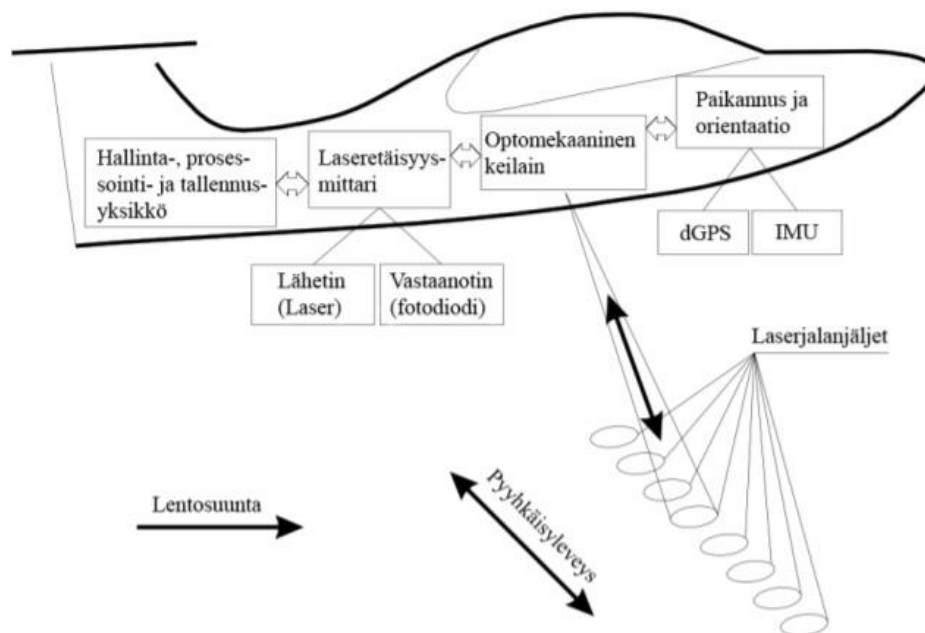 Paikannus ja
orientaatio
Optomekaaninen
keilain
Laseretäisyys-
mittari
Hallinta-, proses-
sointi- ja tallennus-
yksikkö
dGPS
IMU
Lähetin
(Laser)
Vastaanotin
(fotodiodi)
Laserjalanjäljet
Lentosuunta
Pyyhkäisyleveys